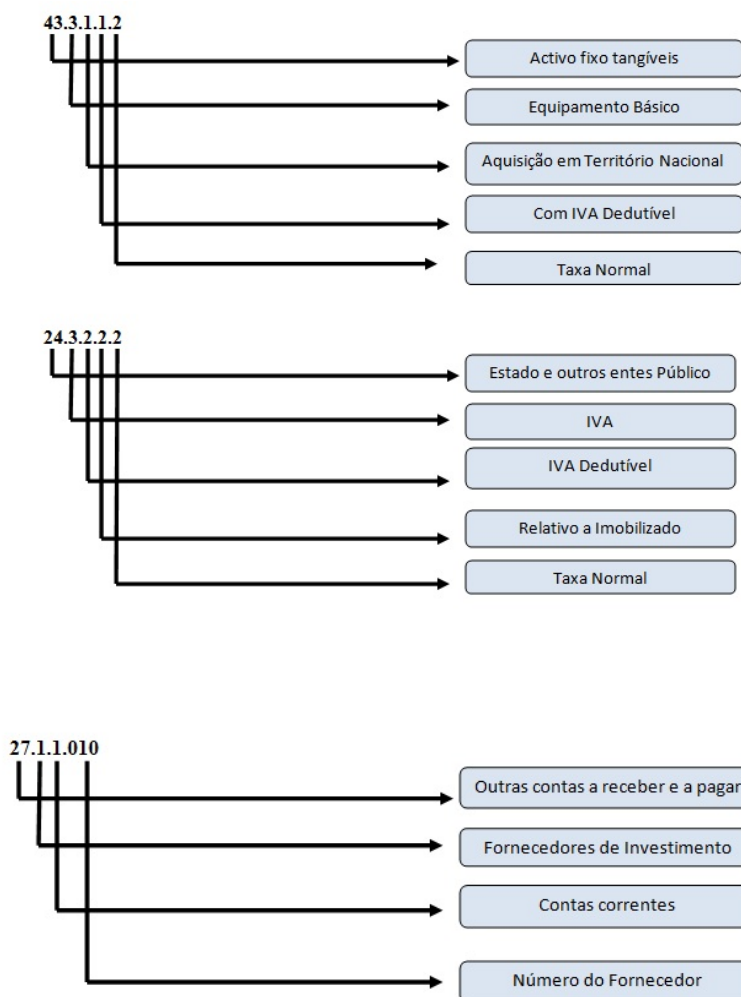 43.3.1.1.2
Activo fixo tangíveis
Equipamento Básico
Aquisição em Território Nacional
Com IVA Dedutível
Taxa Normal
24.3.2.2.2
Estado e outros entes Público
IVA
IVA Dedutível
Relativo a Imobilizado
Taxa Normal
27.1.1.010
Outras contas a receber e a pagar
Fornecedores de Investimento
Contas correntes
Número do Fornecedor